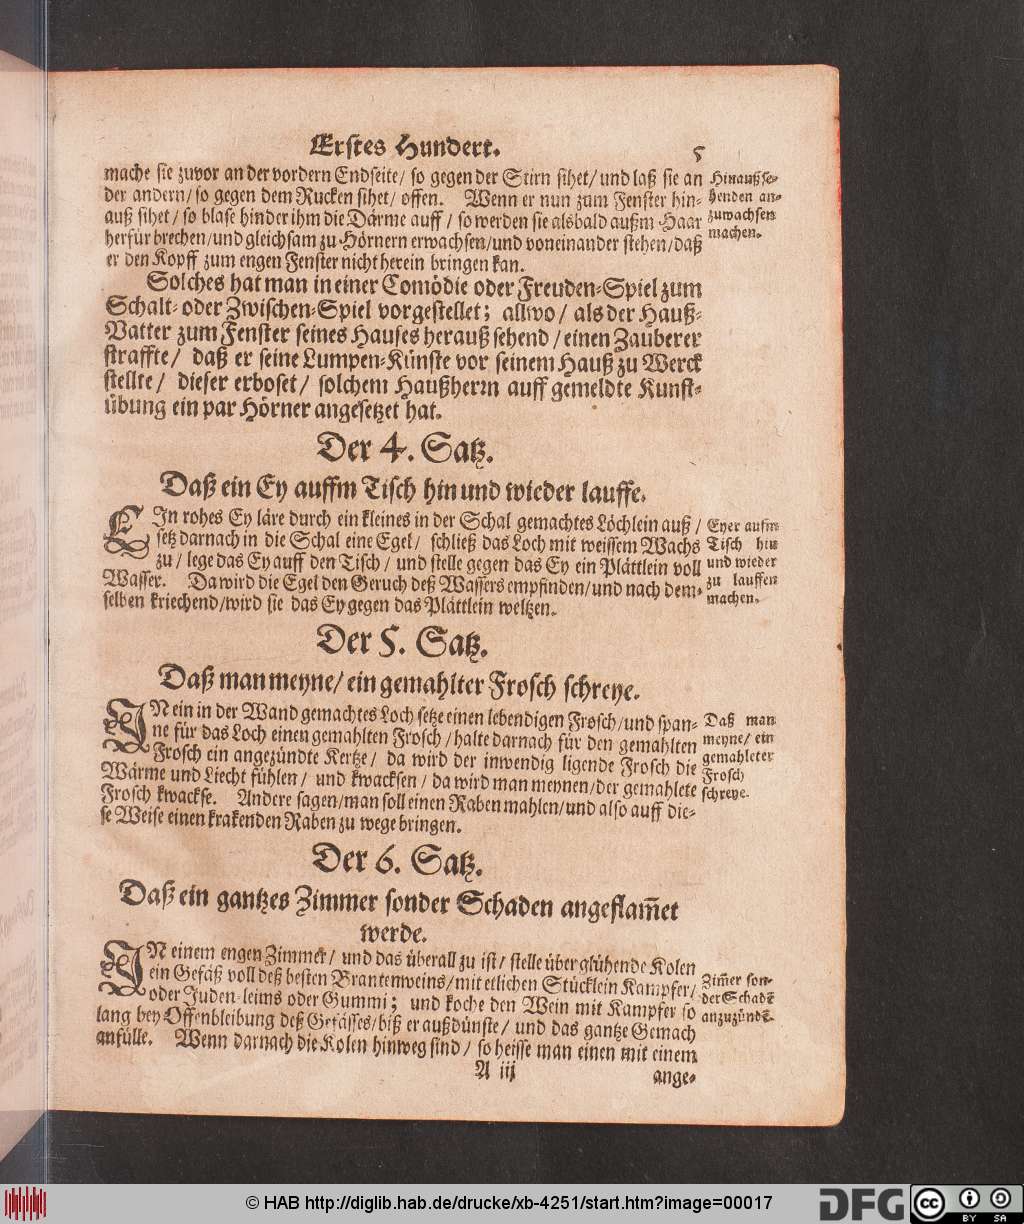 Erstes Hundert. 5
mache sie zuvor an der vordern Endseite/ so gegen der Stirn sihet/ und laß sie an
der andern/ so gegen dem Rucken sihet/ offen. Wenn er nun zum Fenster hin-
auß sihet/ so blase hinder ihm die Därme auff/ so werden sie alsbald außm Haar
herfür brechen/ und gleichsam zu Hörnern erwachsen/ und voneinander stehen/ daß
er den Kopff zum engen Fenster nicht herein bringen kan.
Hinauß se-
henden an-
zuwachsen
machen.
Solches hat man in einer Comödie oder Freuden-Spiel zum
Schalt- oder Zwischen-Spiel vorgestellet; allwo/ als der Hauß-
Vatter zum Fenster seines Hauses herauß sehend/ einen Zauberer
straffte/ daß er seine Lumpen-Künste vor seinem Hauß zu Werck
stellte/ dieser erboset/ solchem Haußherrn auff gemeldte Kunst-
übung ein par Hörner angesetzet hat.
Der 4. Satz.
Daß ein Ey auffm Tisch hin und wieder lauffe.
EIn rohes Ey läre durch ein kleines in der Schal gemachtes Löchlein auß/
setz darnach in die Schal eine Egel/ schließ das Loch mit weissem Wachs
zu/ lege das Ey auff den Tisch/ und stelle gegen das Ey ein Plättlein voll
Wasser. Da wird die Egel den Geruch deß Wassers empfinden/ und nach dem-
selben kriechend/ wird sie das Ey gegen das Plättlein weltzen.
Eyer aufm
Tisch hin
und wieder
zu lauffen
machen.
Der 5. Satz.
Daß man meyne/ ein gemahlter Frosch schreye.
IN ein in der Wand gemachtes Loch setze einen lebendigen Frosch/ und span-
ne für das Loch einen gemahlten Frosch/ halte darnach für den gemahlten
Frosch ein angezündte Kertze/ da wird der inwendig ligende Frosch die
Wärme und Liecht fühlen/ und kwacksen/ da wird man meynen/ der gemahlete
Frosch kwackse. Andere sagen/ man soll einen Raben mahlen/ und also auff die-
se Weise einen krakenden Raben zu wege bringen.
Daß man
meyne/ ein
gemahleter
Frosch
schreye.
Der 6. Satz.
Daß ein gantzes Zimmer sonder Schaden angeflam̃et
werde.
IN einem engen Zimmer/ und das überall zu ist/ stelle über glühende Kolen
ein Gefäß voll deß besten Brantenweins/ mit etlichen Stücklein Kampfer/
oder Juden-leims oder Gummi; und koche den Wein mit Kampfer so
lang bey Offenbleibung deß Gefässes/ biß er außdünste/ und das gantze Gemach
anfülle. Wenn darnach die Kolen hinweg sind/ so heisse man einen mit einem
Zim̃er son-
der Schadē
anzuzündē.
A iij ange-
© HAB http://diglib.hab.de/drucke/xb-4251/start.htm?image=00017
DFG cc BY SA